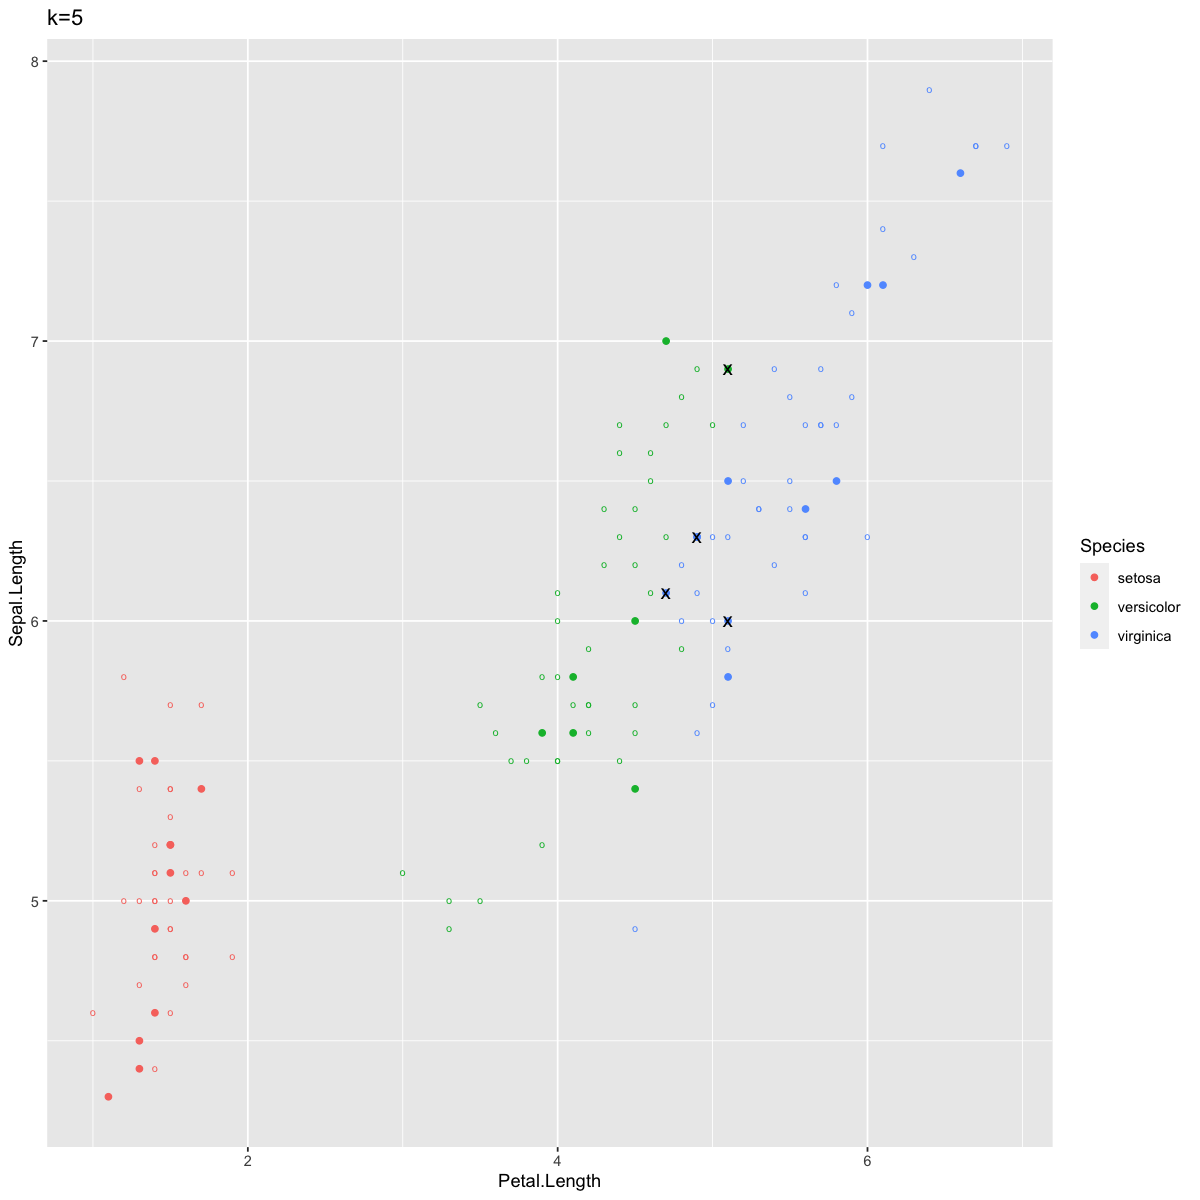 k=5
8
7
6
5
Sepal.Length
2
4
6
Petal.Length
Species
setosa
versicolor
virginica
X
X
X
X